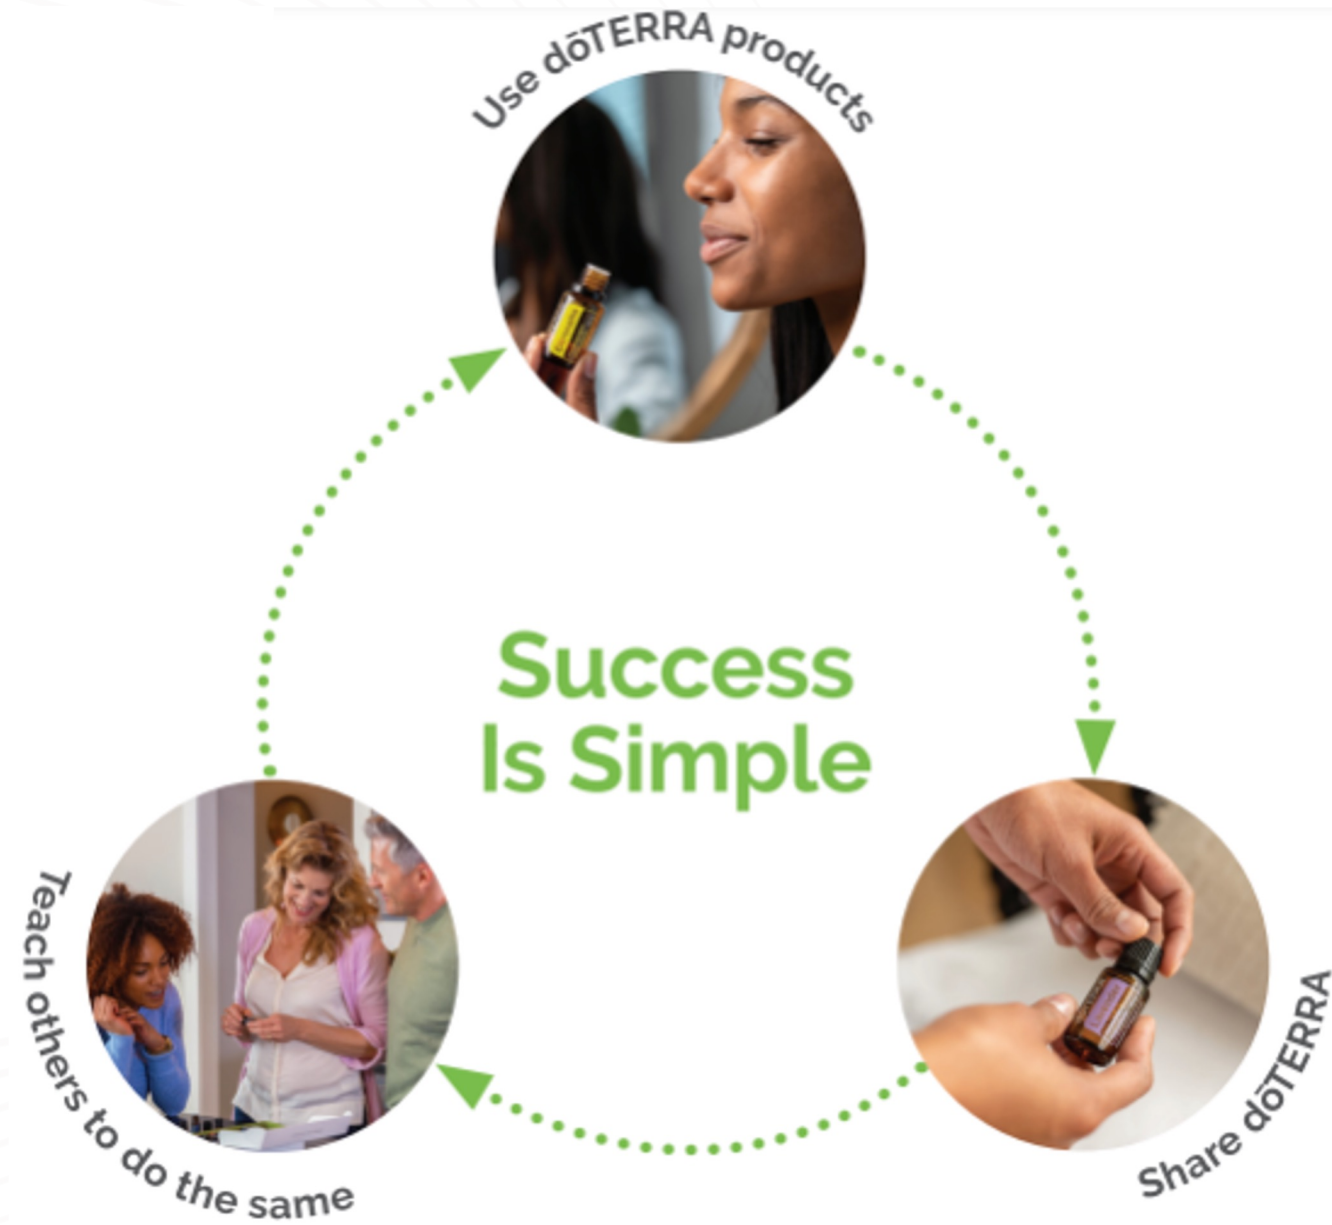 Use dōTERRA products
Success
Is Simple
Teach others to do the same
Share dōTERRA